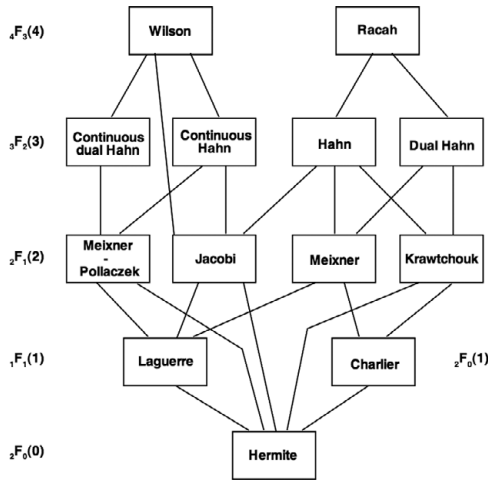 ₄F₃(4)
Wilson
Racah
₃F₂(3)
Continuous
dual Hahn
Continuous
Hahn
Hahn
Dual Hahn
₂F₁(2)
Meixner
-
Pollaczek
Jacobi
Meixner
Krawtchouk
₁F₁(1)
Laguerre
Charlier
₂F₀(1)
₂F₀(0)
Hermite